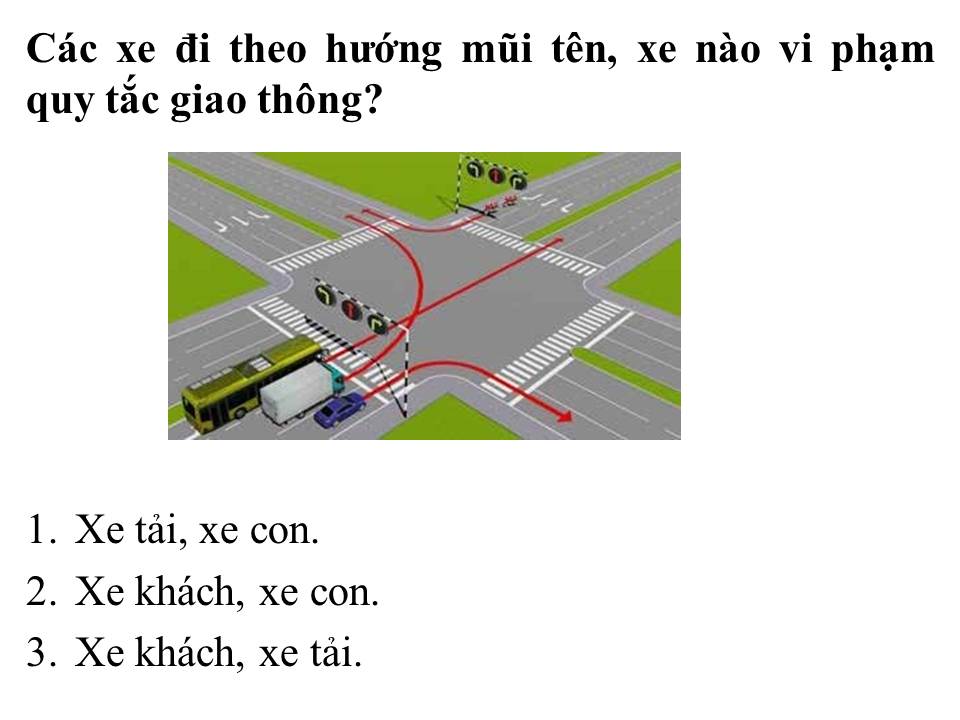 Các xe đi theo hướng mũi tên, xe nào vi phạm
quy tắc giao thông?
1. Xe tải, xe con.
2. Xe khách, xe con.
3. Xe khách, xe tải.